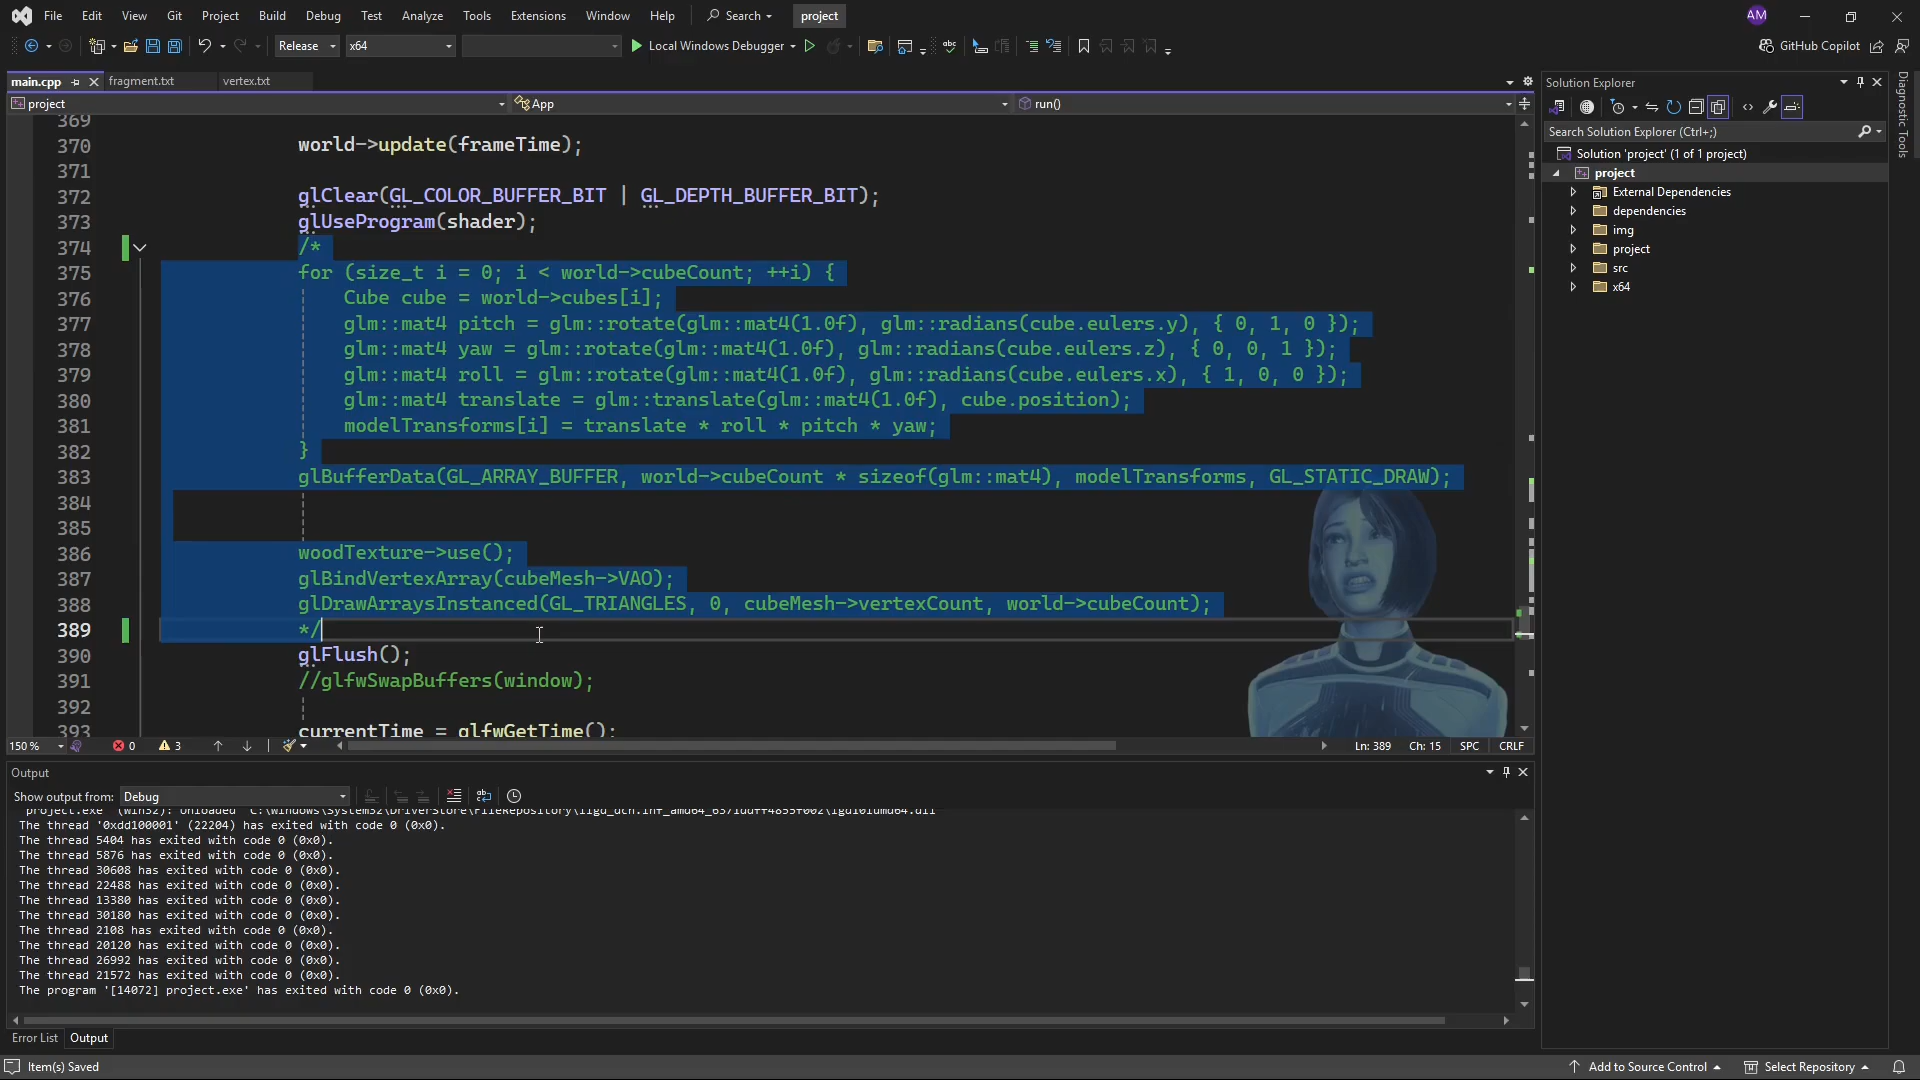 File Edit View Git Project Build Debug Test Analyze Tools Extensions Window Help Search project AM
Release x64 Local Windows Debugger GitHub Copilot
main.cpp fragment.txt vertex.txt
project App run()
369
370 world->update(frameTime);
371
372 glClear(GL_COLOR_BUFFER_BIT | GL_DEPTH_BUFFER_BIT);
373 glUseProgram(shader);
374 /*
375 for (size_t i = 0; i < world->cubeCount; ++i) {
376 Cube cube = world->cubes[i];
377 glm::mat4 pitch = glm::rotate(glm::mat4(1.0f), glm::radians(cube.eulers.y), { 0, 1, 0 });
378 glm::mat4 yaw = glm::rotate(glm::mat4(1.0f), glm::radians(cube.eulers.z), { 0, 0, 1 });
379 glm::mat4 roll = glm::rotate(glm::mat4(1.0f), glm::radians(cube.eulers.x), { 1, 0, 0 });
380 glm::mat4 translate = glm::translate(glm::mat4(1.0f), cube.position);
381 modelTransforms[i] = translate * roll * pitch * yaw;
382 }
383 glBufferData(GL_ARRAY_BUFFER, world->cubeCount * sizeof(glm::mat4), modelTransforms, GL_STATIC_DRAW);
384
385
386 woodTexture->use();
387 glBindVertexArray(cubeMesh->VAO);
388 glDrawArraysInstanced(GL_TRIANGLES, 0, cubeMesh->vertexCount, world->cubeCount);
389 */
390 glFlush();
391 //glfwSwapBuffers(window);
392
393 currentTime = glfwGetTime();
150 % 0 3 Ln: 389 Ch: 15 SPC CRLF
Output
Show output from: Debug
The thread '0xdd100001' (22204) has exited with code 0 (0x0).
The thread 5404 has exited with code 0 (0x0).
The thread 5876 has exited with code 0 (0x0).
The thread 30608 has exited with code 0 (0x0).
The thread 22488 has exited with code 0 (0x0).
The thread 13380 has exited with code 0 (0x0).
The thread 30180 has exited with code 0 (0x0).
The thread 2108 has exited with code 0 (0x0).
The thread 20120 has exited with code 0 (0x0).
The thread 26992 has exited with code 0 (0x0).
The thread 21572 has exited with code 0 (0x0).
The program '[14072] project.exe' has exited with code 0 (0x0).
Error List Output
Item(s) Saved Add to Source Control Select Repository
Solution Explorer
Search Solution Explorer (Ctrl+;)
Solution 'project' (1 of 1 project)
project
External Dependencies
dependencies
img
project
src
x64
Diagnostic Tools